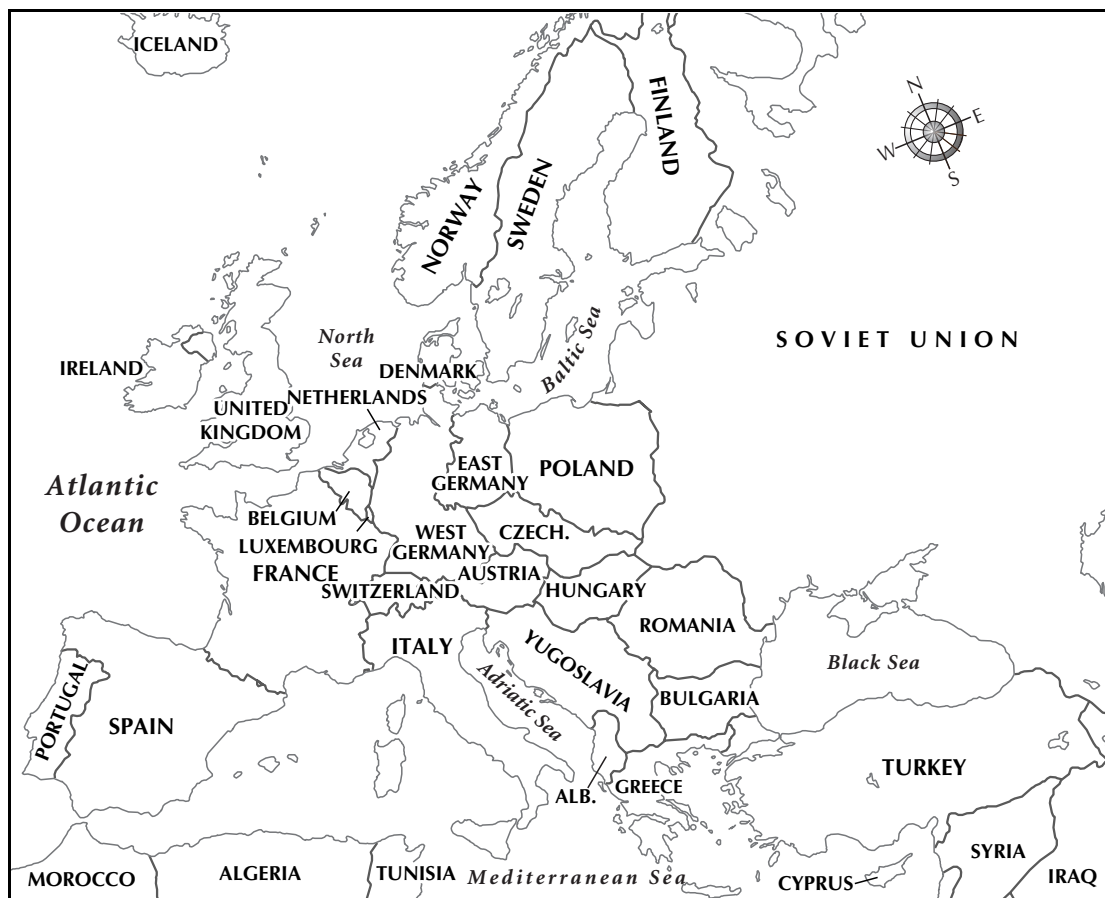 ICELAND
FINLAND
N
E
W
S
NORWAY
SWEDEN
North
Sea
Baltic Sea
SOVIET UNION
IRELAND
DENMARK
NETHERLANDS
UNITED
KINGDOM
EAST
GERMANY
POLAND
Atlantic
Ocean
BELGIUM
LUXEMBOURG
WEST
GERMANY
CZECH.
FRANCE
AUSTRIA
SWITZERLAND
HUNGARY
ROMANIA
ITALY
YUGOSLAVIA
Black Sea
PORTUGAL
SPAIN
Adriatic Sea
BULGARIA
TURKEY
ALB.
GREECE
SYRIA
MOROCCO
ALGERIA
TUNISIA
Mediterranean Sea
CYPRUS
IRAQ